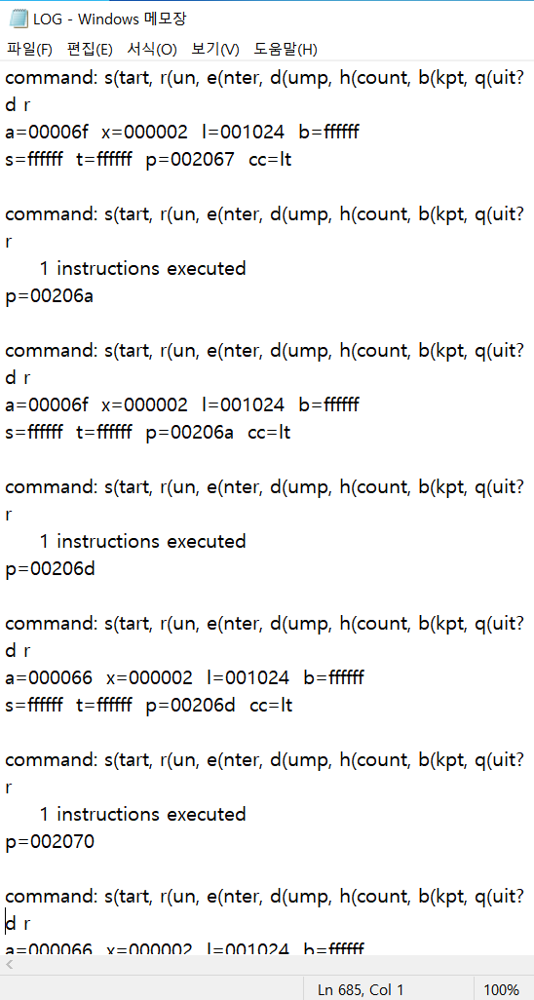 LOG - Windows 메모장
파일(F) 편집(E) 서식(O) 보기(V) 도움말(H)
command: s(tart, r(un, e(nter, d(ump, h(count, b(kpt, q(uit?
d r
a=00006f x=000002 l=001024 b=ffffff
s=ffffff t=ffffff p=002067 cc=lt
command: s(tart, r(un, e(nter, d(ump, h(count, b(kpt, q(uit?
r
1 instructions executed
p=00206a
command: s(tart, r(un, e(nter, d(ump, h(count, b(kpt, q(uit?
d r
a=00006f x=000002 l=001024 b=ffffff
s=ffffff t=ffffff p=00206a cc=lt
command: s(tart, r(un, e(nter, d(ump, h(count, b(kpt, q(uit?
r
1 instructions executed
p=00206d
command: s(tart, r(un, e(nter, d(ump, h(count, b(kpt, q(uit?
d r
a=000066 x=000002 l=001024 b=ffffff
s=ffffff t=ffffff p=00206d cc=lt
command: s(tart, r(un, e(nter, d(ump, h(count, b(kpt, q(uit?
r
1 instructions executed
p=002070
command: s(tart, r(un, e(nter, d(ump, h(count, b(kpt, q(uit?
d r
a=000066 x=000002 l=001024 b=ffffff
Ln 685, Col 1 100%